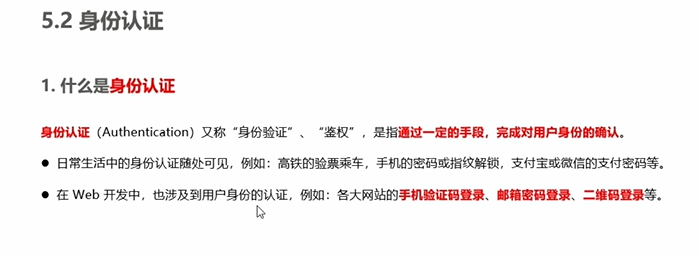 5.2 身份认证
1. 什么是身份认证
身份认证（Authentication）又称“身份验证”、“鉴权”，是指通过一定的手段，完成对用户身份的确认。
● 日常生活中的身份认证随处可见，例如：高铁的验票乘车，手机的密码或指纹解锁，支付宝或微信的支付密码等。
● 在 Web 开发中，也涉及到用户身份的认证，例如：各大网站的手机验证码登录、邮箱密码登录、二维码登录等。